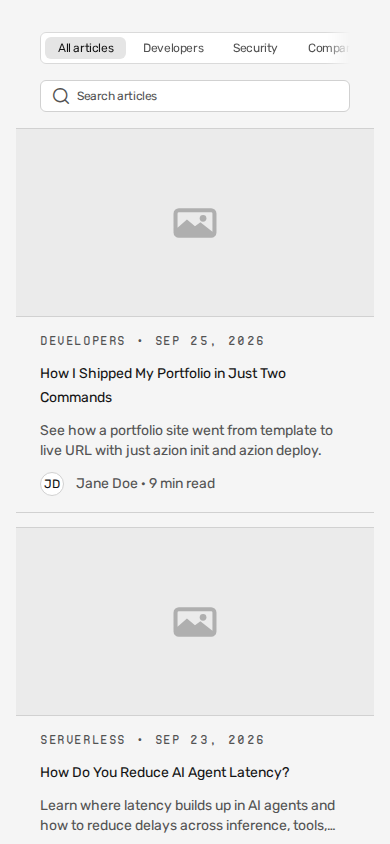 All articles Developers Security Compa
Search articles
DEVELOPERS • SEP 25, 2026
How I Shipped My Portfolio in Just Two
Commands
See how a portfolio site went from template to
live URL with just azion init and azion deploy.
JD Jane Doe • 9 min read
SERVERLESS • SEP 23, 2026
How Do You Reduce AI Agent Latency?
Learn where latency builds up in AI agents and
how to reduce delays across inference, tools,…